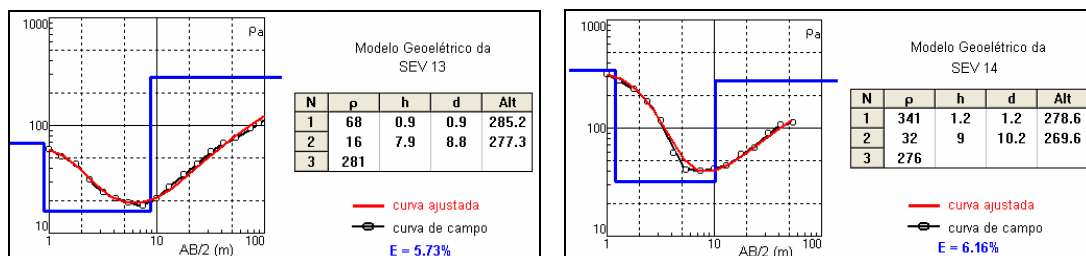 1000
ρa
100
10
1
10
100
AB/2 (m)
Modelo Geoelétrico da
SEV 13
N ρ h d Alt
1 68 0.9 0.9 285.2
2 16 7.9 8.8 277.3
3 281
curva ajustada
curva de campo
E = 5.73%
1000
ρa
100
10
1
10
100
AB/2 (m)
Modelo Geoelétrico da
SEV 14
N ρ h d Alt
1 341 1.2 1.2 278.6
2 32 9 10.2 269.6
3 276
curva ajustada
curva de campo
E = 6.16%